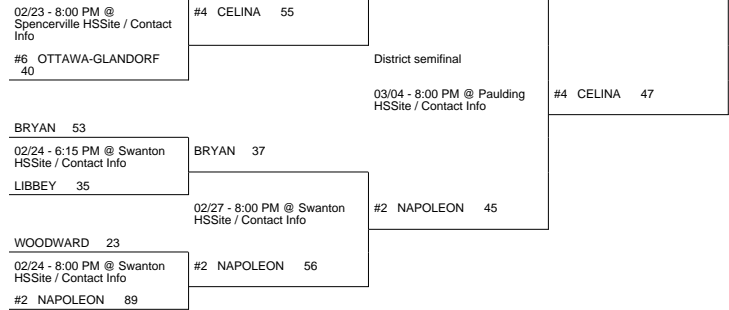 02/23 - 8:00 PM @
Spencerville HSSite / Contact
Info
#4 CELINA 55
#6 OTTAWA-GLANDORF
40
District semifinal
03/04 - 8:00 PM @ Paulding
HSSite / Contact Info
#4 CELINA 47
BRYAN 53
02/24 - 6:15 PM @ Swanton
HSSite / Contact Info
BRYAN 37
LIBBEY 35
02/27 - 8:00 PM @ Swanton
HSSite / Contact Info
#2 NAPOLEON 45
WOODWARD 23
02/24 - 8:00 PM @ Swanton
HSSite / Contact Info
#2 NAPOLEON 56
#2 NAPOLEON 89